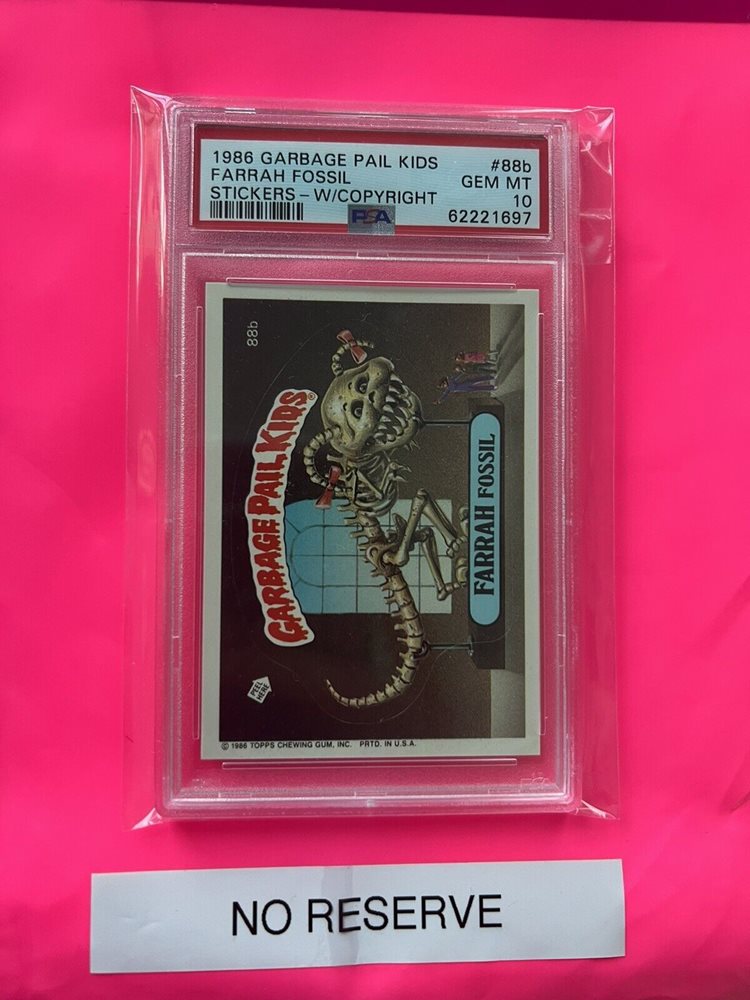 1986 GARBAGE PAIL KIDS #88b
FARRAH FOSSIL GEM MT
STICKERS - W/COPYRIGHT 10
PSA 62221697
88b
GARBAGE PAIL KIDS®
FARRAH FOSSIL
PEEL HERE
© 1986 TOPPS CHEWING GUM, INC. PRTD. IN U.S.A.
NO RESERVE